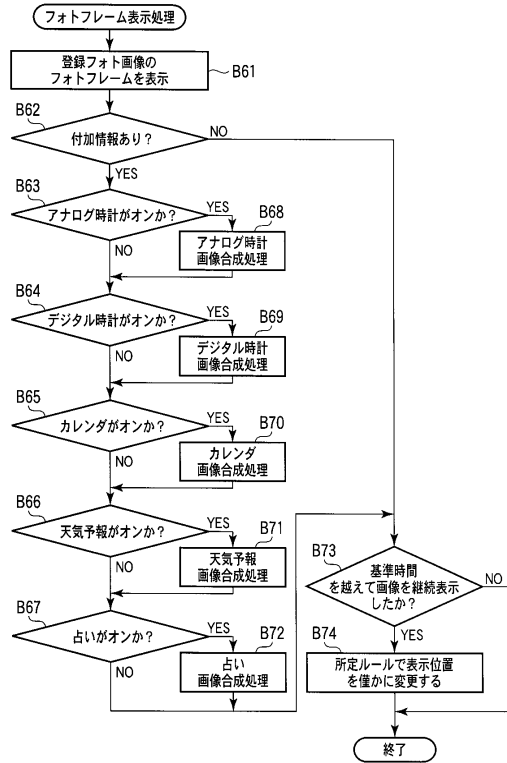 フォトフレーム表示処理
登録フォト画像の
フォトフレームを表示
B61
B62
付加情報あり？
NO
YES
B63
アナログ時計がオンか？
YES
B68
アナログ時計
画像合成処理
NO
B64
デジタル時計がオンか？
YES
B69
デジタル時計
画像合成処理
NO
B65
カレンダがオンか？
YES
B70
カレンダ
画像合成処理
NO
B66
天気予報がオンか？
YES
B71
天気予報
画像合成処理
NO
B67
占いがオンか？
YES
B72
占い
画像合成処理
NO
B73
基準時間
を越えて画像を継続表示
したか？
NO
YES
B74
所定ルールで表示位置
を僅かに変更する
終了